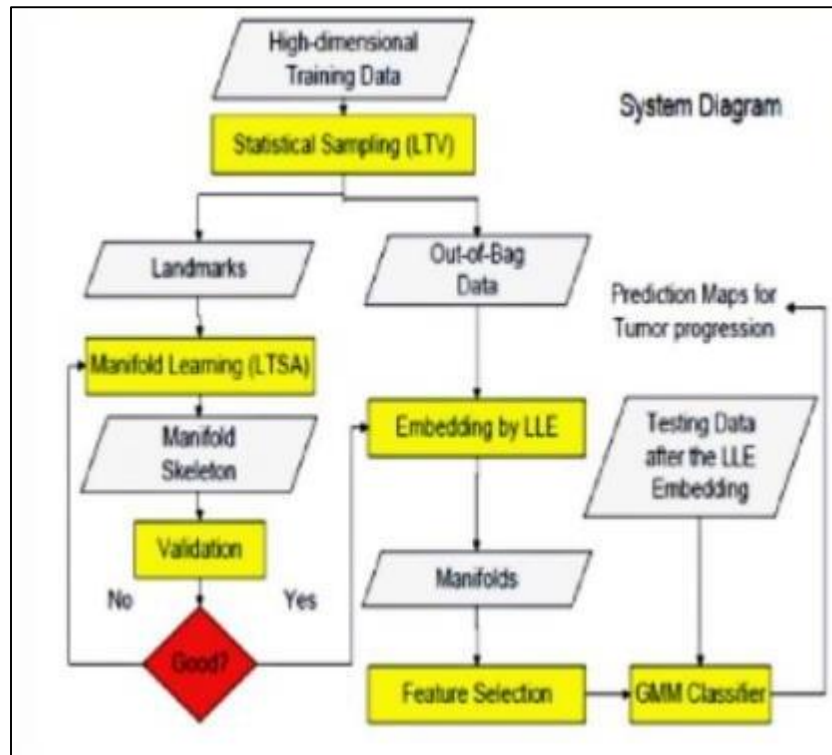 High-dimensional
Training Data
System Diagram
Statistical Sampling (LTV)
Landmarks
Out-of-Bag
Data
Prediction Maps for
Tumor progression
Manifold Learning (LTSA)
Manifold
Skeleton
Embedding by LLE
Testing Data
after the LLE
Embedding
Validation
No
Yes
Manifolds
Good?
Feature Selection
GMM Classifier